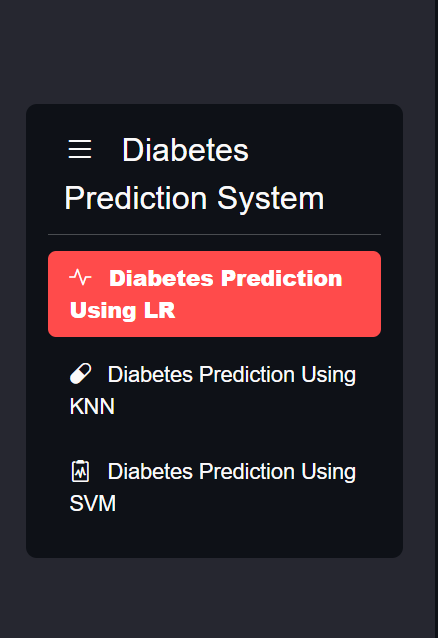 Diabetes
Prediction System
Diabetes Prediction
Using LR
Diabetes Prediction Using
KNN
Diabetes Prediction Using
SVM